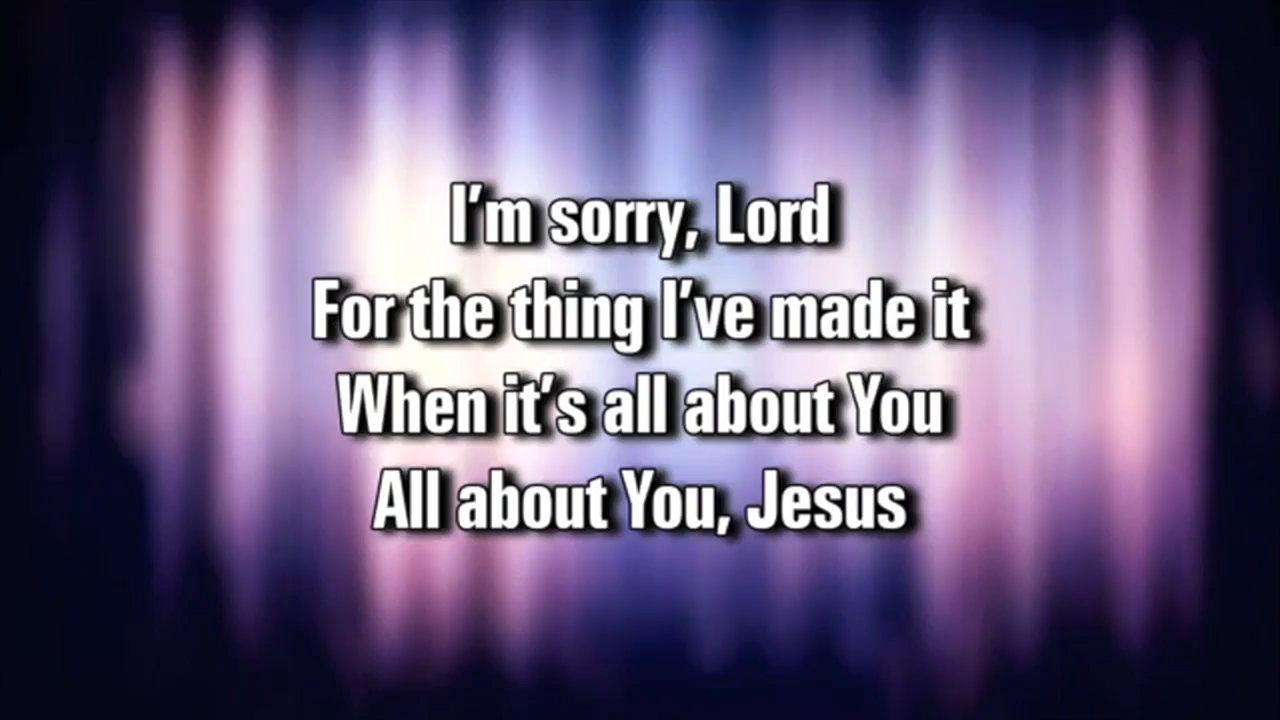 I’m sorry, Lord
For the thing I’ve made it
When it’s all about You
All about You, Jesus